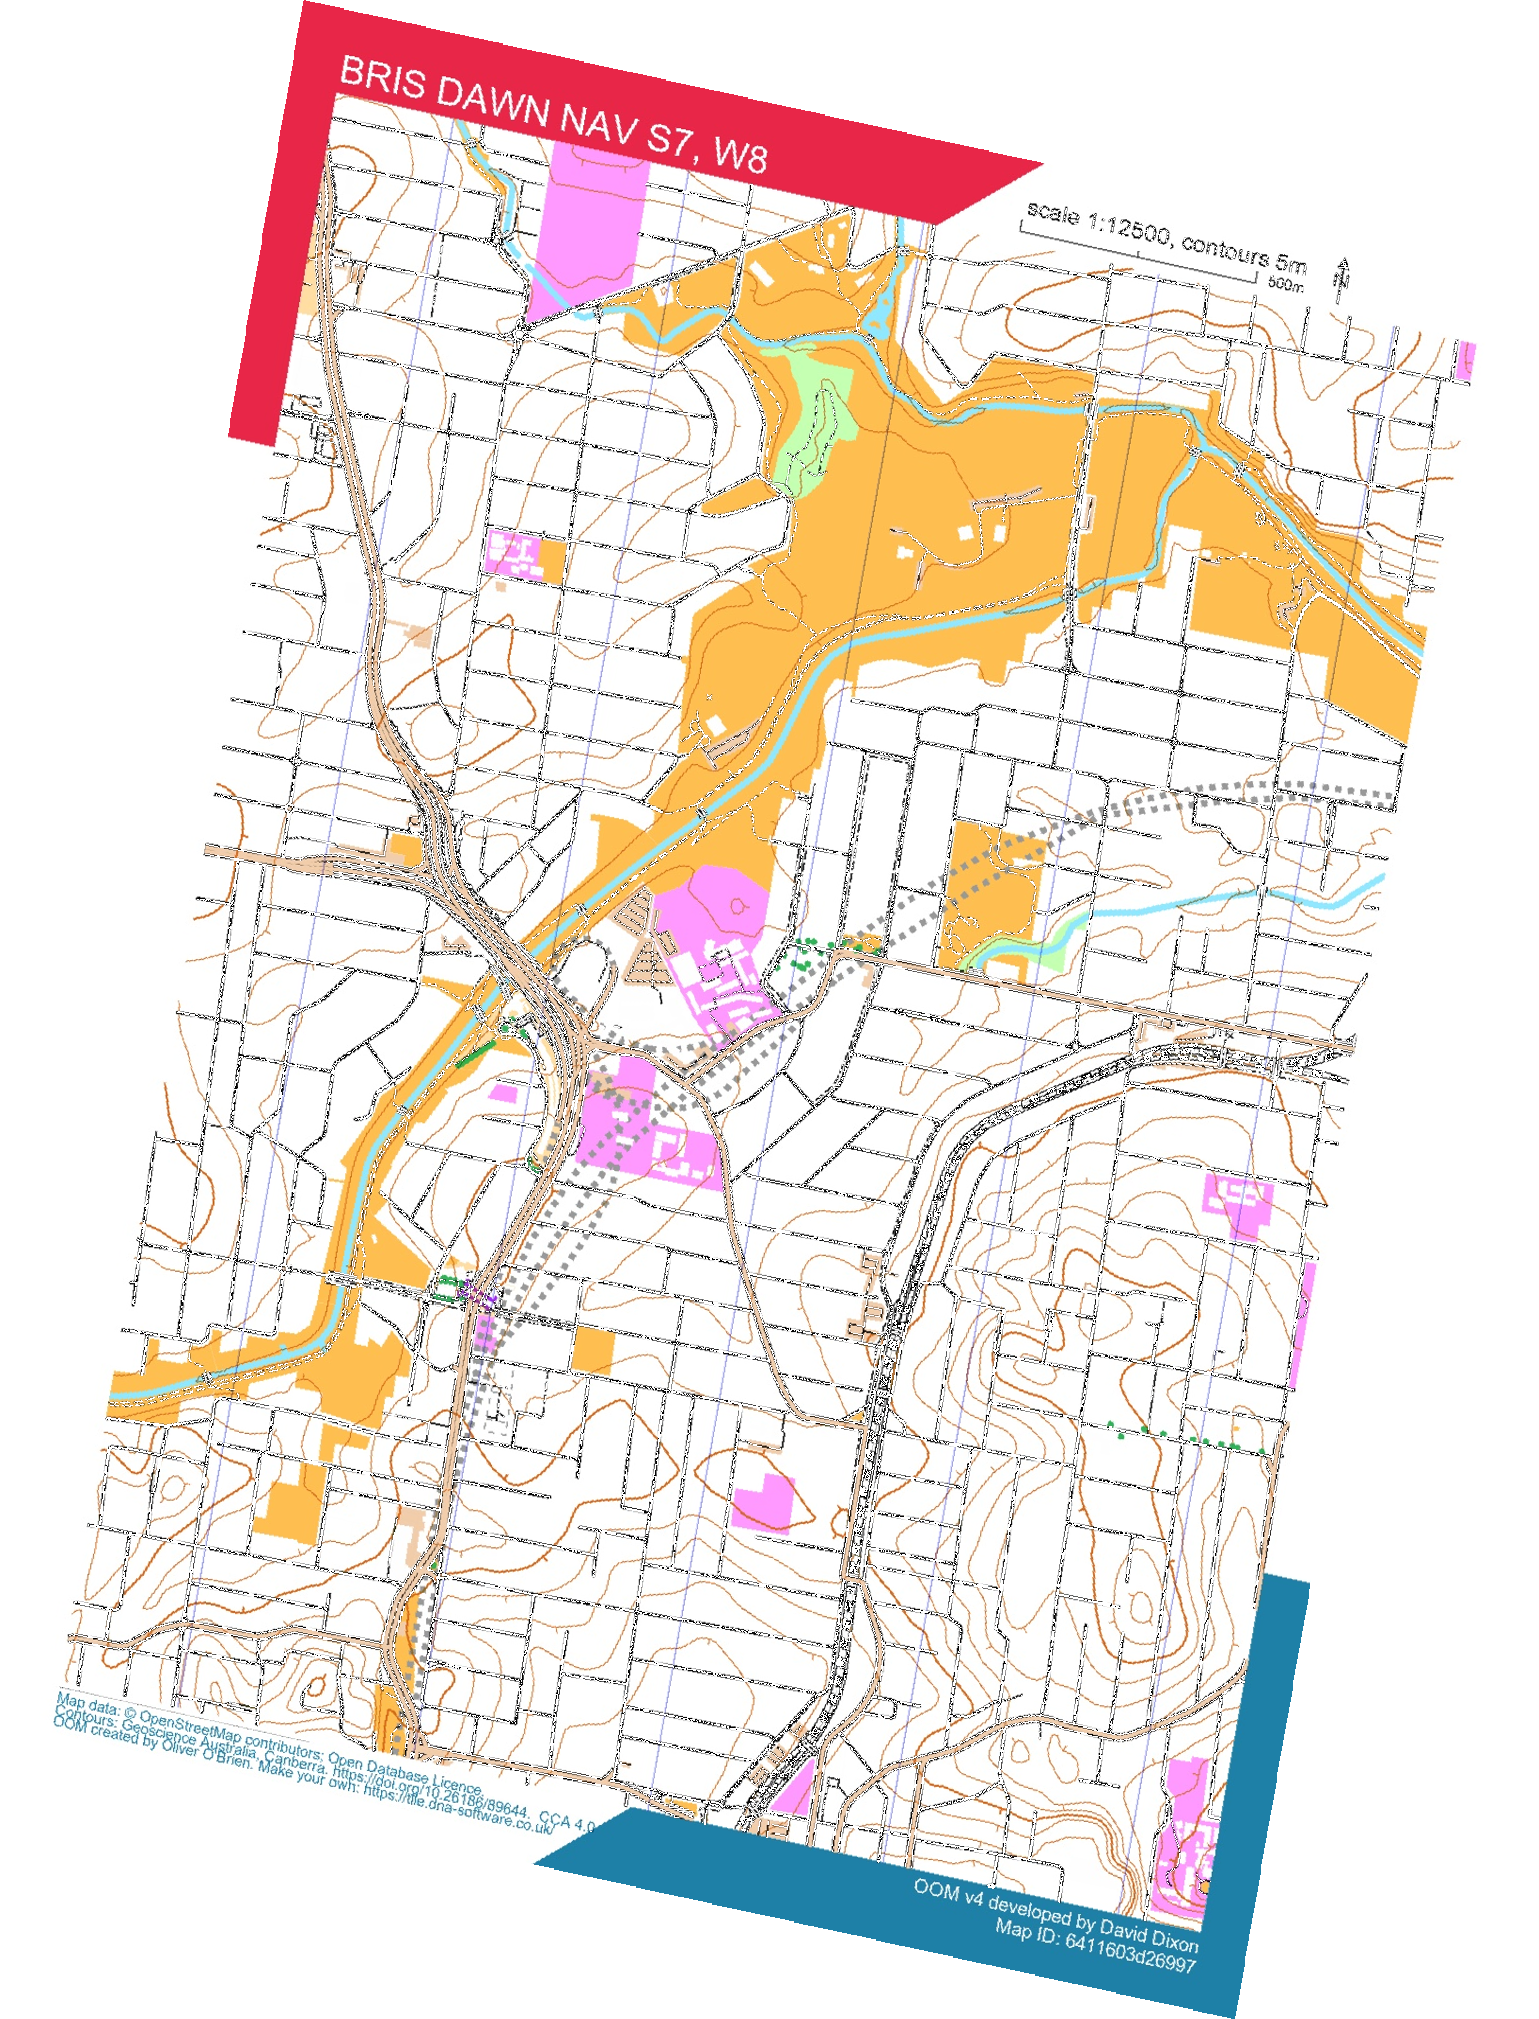 BRIS DAWN NAV S7, W8
scale 1:12500, contours 5m
500m
N
Map data: © OpenStreetMap contributors; Open Database Licence.
Contours: Geoscience Australia, Canberra. https://doi.org/10.26186/89644. CCA 4.0
OOM created by Oliver O'Brien. Make your own: https://tile.dna-software.co.uk/
OOM v4 developed by David Dixon
Map ID: 6411603d26997